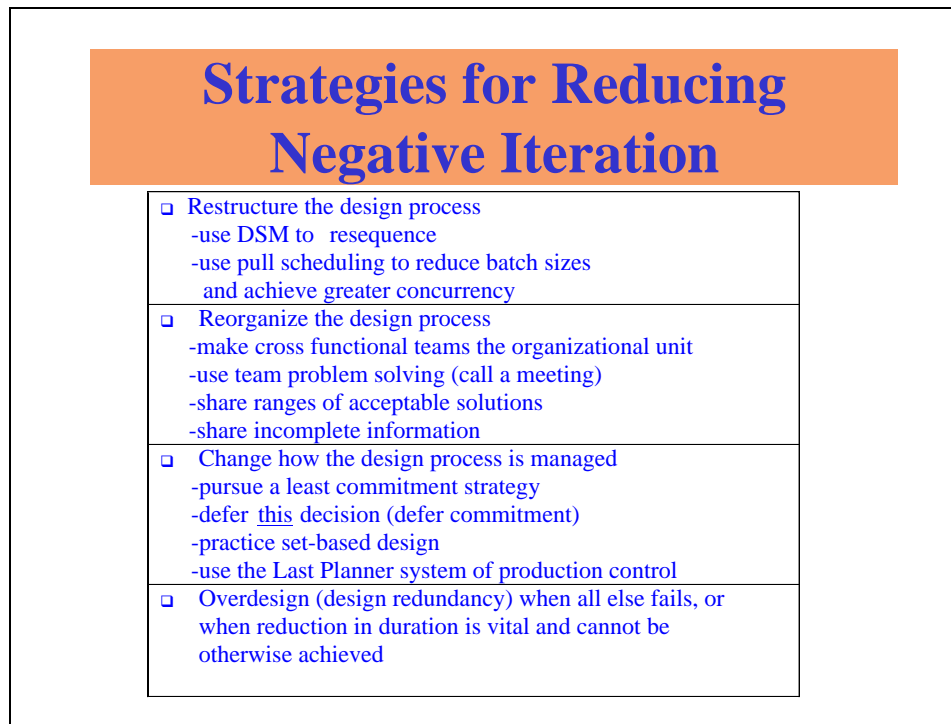 Strategies for Reducing
Negative Iteration
❑ Restructure the design process
-use DSM to resequence
-use pull scheduling to reduce batch sizes
and achieve greater concurrency
❑ Reorganize the design process
-make cross functional teams the organizational unit
-use team problem solving (call a meeting)
-share ranges of acceptable solutions
-share incomplete information
❑ Change how the design process is managed
-pursue a least commitment strategy
-defer this decision (defer commitment)
-practice set-based design
-use the Last Planner system of production control
❑ Overdesign (design redundancy) when all else fails, or
when reduction in duration is vital and cannot be
otherwise achieved